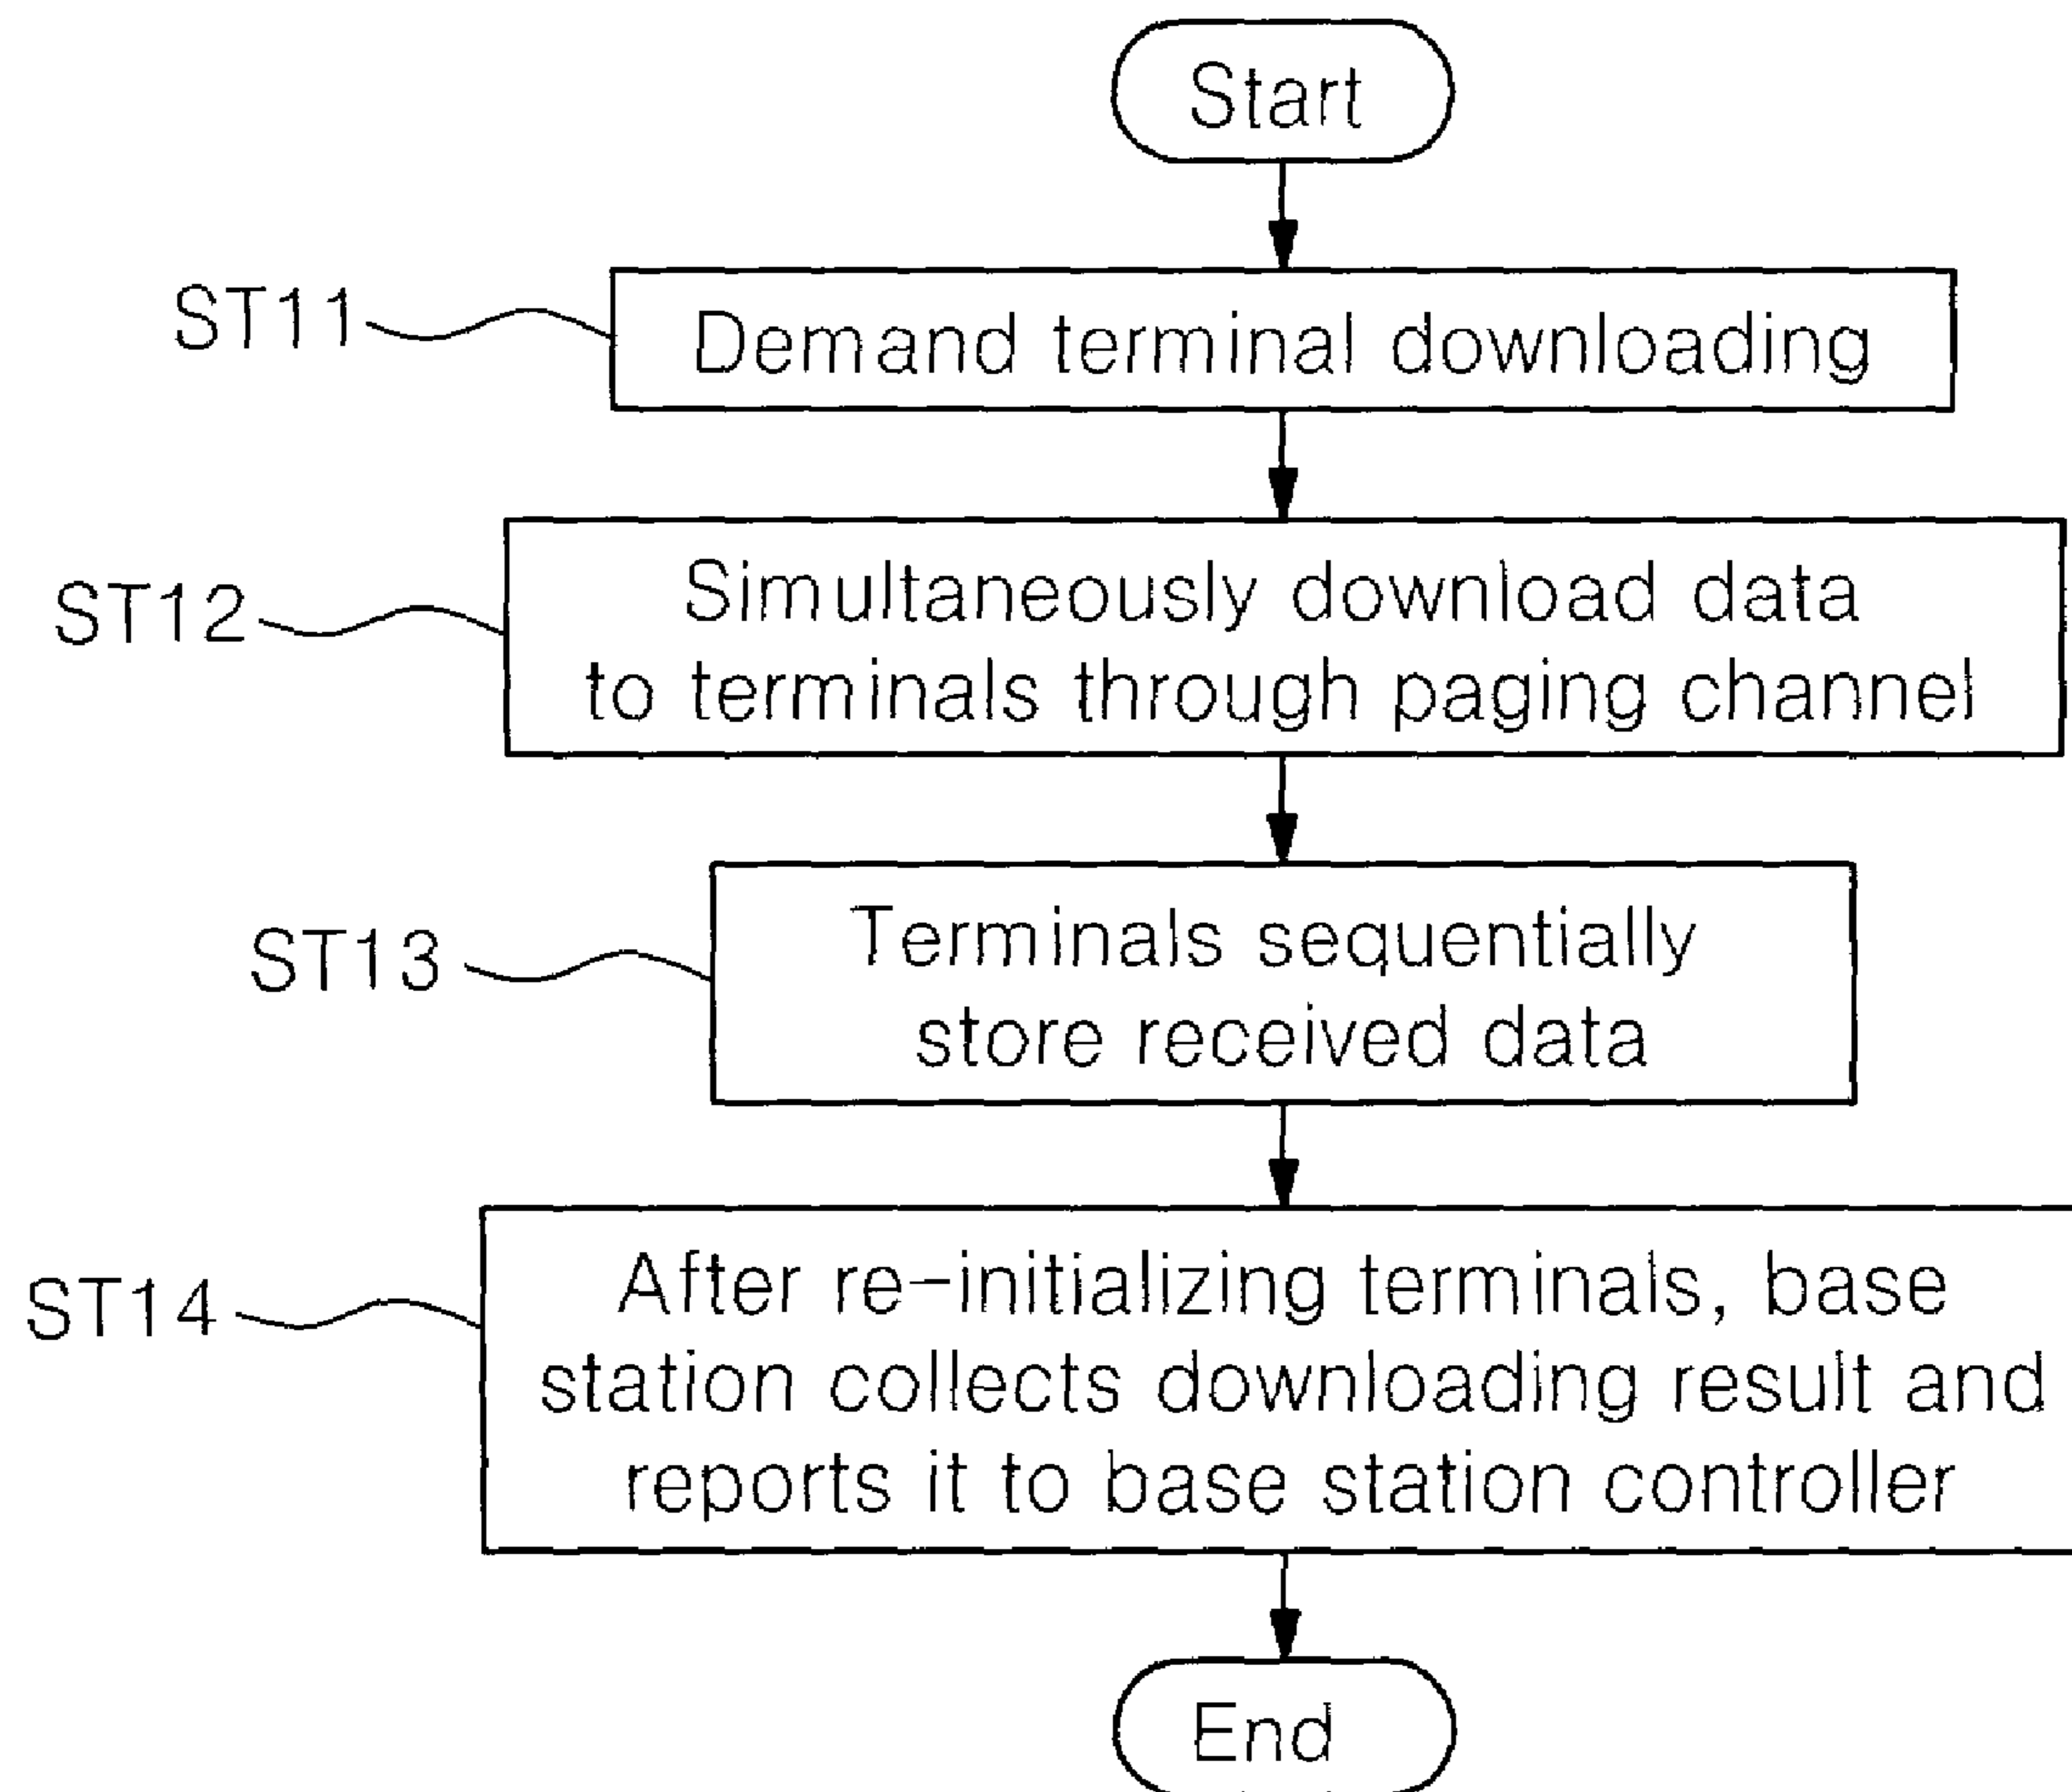 Start
ST11
Demand terminal downloading
ST12
Simultaneously download data
to terminals through paging channel
ST13
Terminals sequentially
store received data
ST14
After re-initializing terminals, base
station collects downloading result and
reports it to base station controller
End